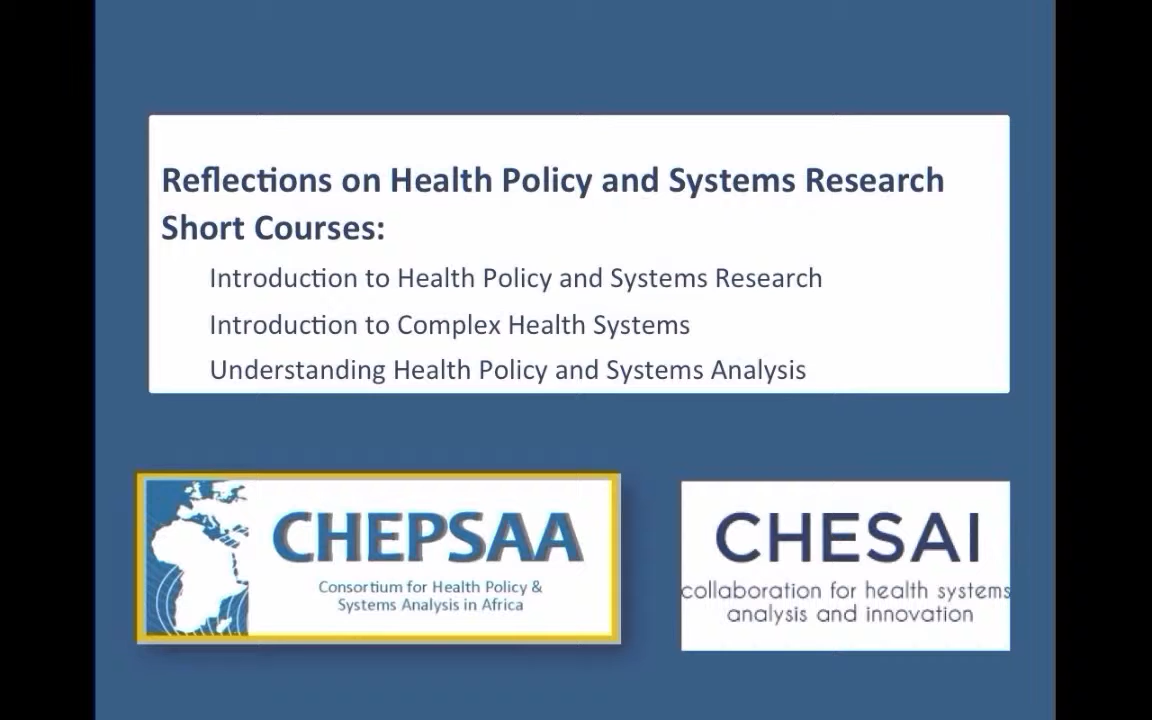 Reflections on Health Policy and Systems Research
Short Courses:
Introduction to Health Policy and Systems Research
Introduction to Complex Health Systems
Understanding Health Policy and Systems Analysis
CHEPSAA
Consortium for Health Policy &
Systems Analysis in Africa
CHESAI
collaboration for health systems
analysis and innovation